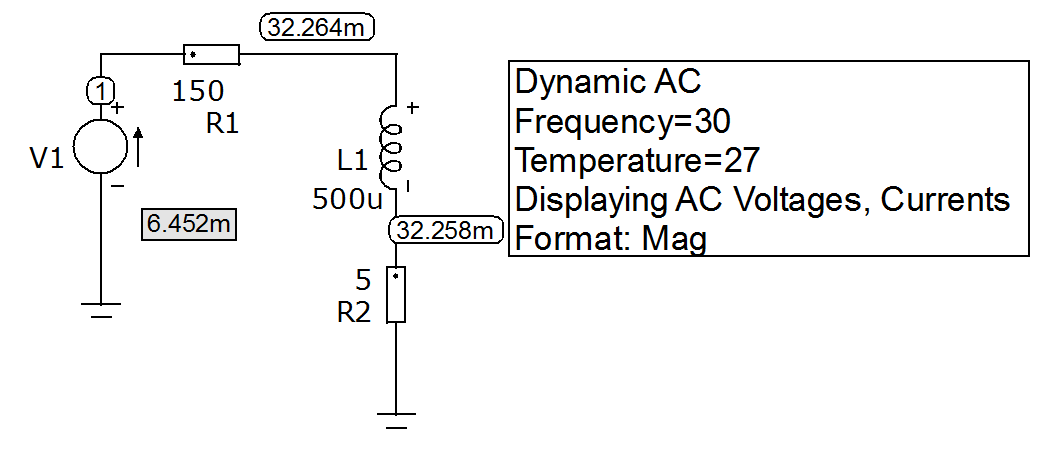 32.264m
1
+
150
R1
+
V1
−
L1
500u
−
6.452m
32.258m
5
R2
Dynamic AC
Frequency=30
Temperature=27
Displaying AC Voltages, Currents
Format: Mag